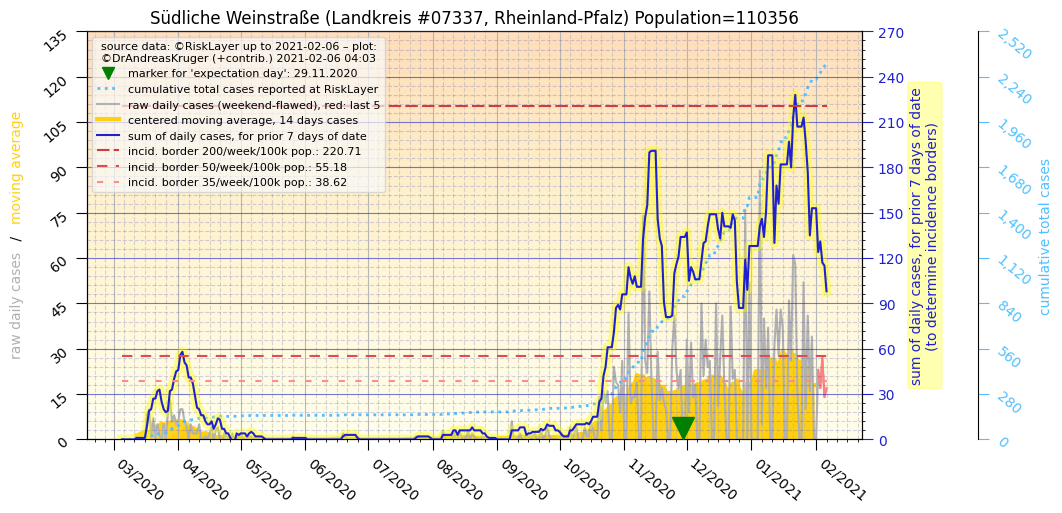 Südliche Weinstraße (Landkreis #07337, Rheinland-Pfalz) Population=110356
source data: ©RiskLayer up to 2021-02-06 – plot:
©DrAndreasKruger (+contrib.) 2021-02-06 04:03
marker for 'expectation day': 29.11.2020
cumulative total cases reported at RiskLayer
raw daily cases (weekend-flawed), red: last 5
centered moving average, 14 days cases
sum of daily cases, for prior 7 days of date
incid. border 200/week/100k pop.: 220.71
incid. border 50/week/100k pop.: 55.18
incid. border 35/week/100k pop.: 38.62
raw daily cases / moving average
135
120
105
90
75
60
45
30
15
0
270
240
210
180
150
120
90
60
30
0
sum of daily cases, for prior 7 days of date
(to determine incidence borders)
2,520
2,240
1,960
1,680
1,400
1,120
840
560
280
0
cumulative total cases
03/2020
04/2020
05/2020
06/2020
07/2020
08/2020
09/2020
10/2020
11/2020
12/2020
01/2021
02/2021